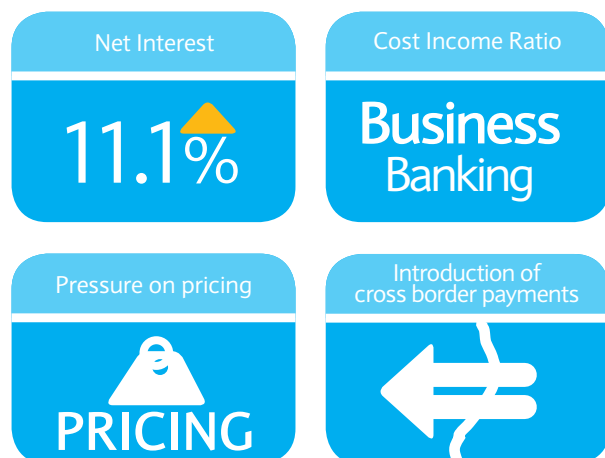 Net Interest
11.1%
Cost Income Ratio
Business
Banking
Pressure on pricing
PRICING
Introduction of
cross border payments